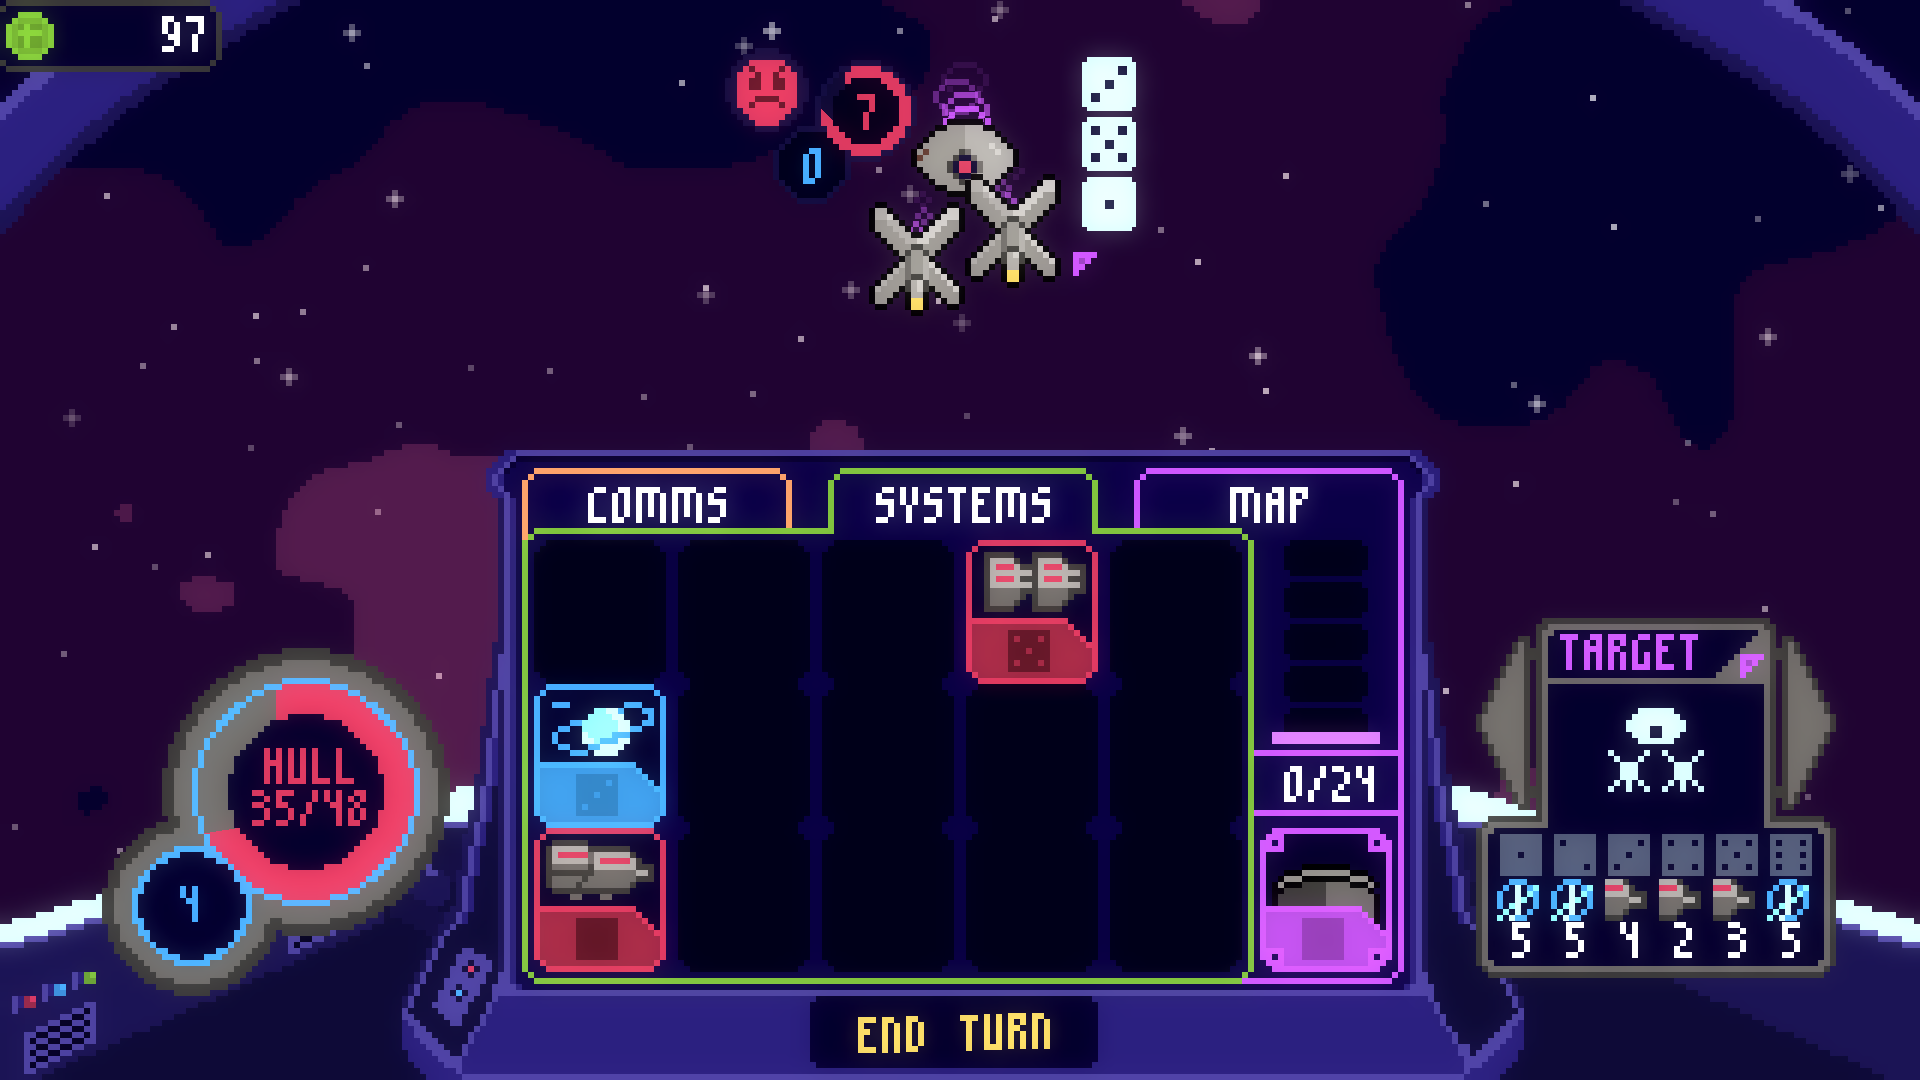 97
7
0
COMMS SYSTEMS MAP
HULL
35/48
4
0/24
TARGET
5 5 4 2 3 5
END TURN